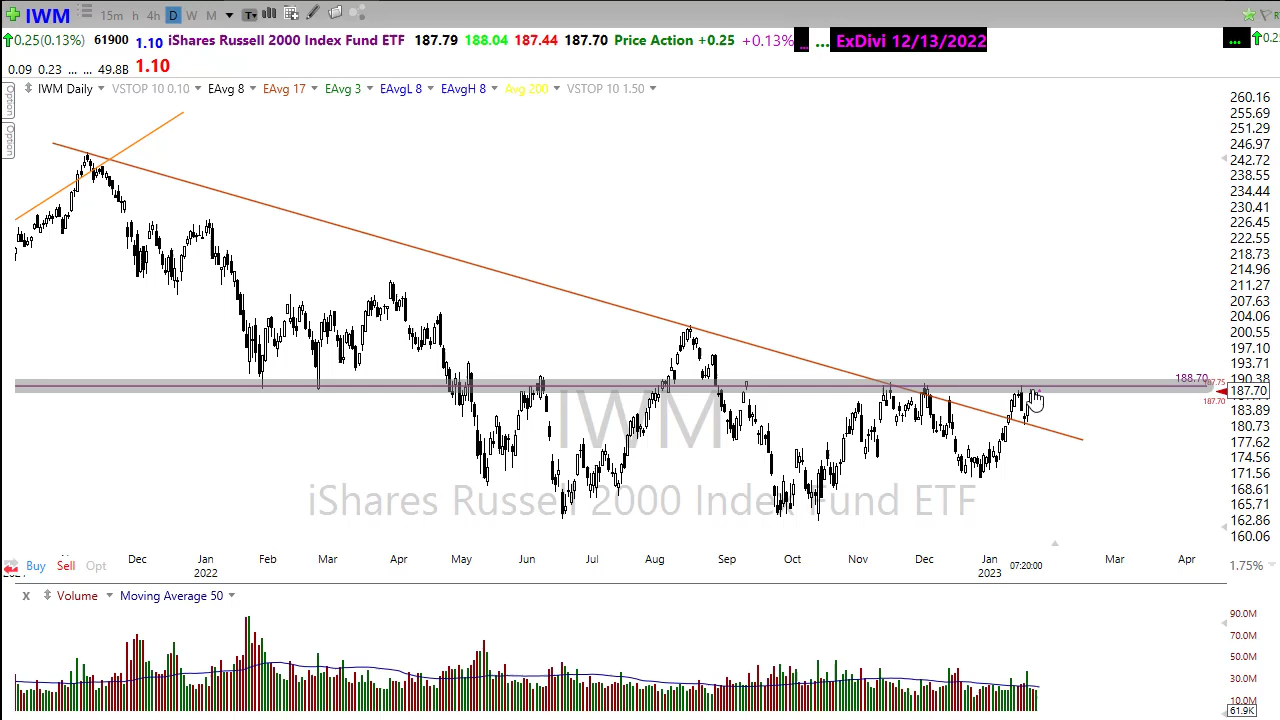 IWM 15m h 4h D W M T
0.25(0.13%) 61900 1.10 iShares Russell 2000 Index Fund ETF 187.79 188.04 187.44 187.70 Price Action +0.25 +0.13% ... ... ExDivi 12/13/2022 ... 0.2
0.09 0.23 ... ... 49.8B 1.10
Option
Option
IWM Daily VSTOP 10 0.10 EAvg 8 EAvg 17 EAvg 3 EAvgL 8 EAvgH 8 Avg 200 VSTOP 10 1.50
260.16
255.69
251.29
246.97
242.72
238.55
234.44
230.41
226.45
222.55
218.73
214.96
211.27
207.63
204.06
200.55
197.10
193.71
188.70 190.38
187.75
187.70
187.70
183.89
180.73
177.62
174.56
171.56
168.61
165.71
162.86
160.06
IWM
iShares Russell 2000 Index Fund ETF
Dec Jan Feb Mar Apr May Jun Jul Aug Sep Oct Nov Dec Jan Mar Apr
2022 2023 07:20:00
Buy Sell Opt 1.75%
X Volume Moving Average 50
90.0M
70.0M
50.0M
30.0M
10.0M
61.9K